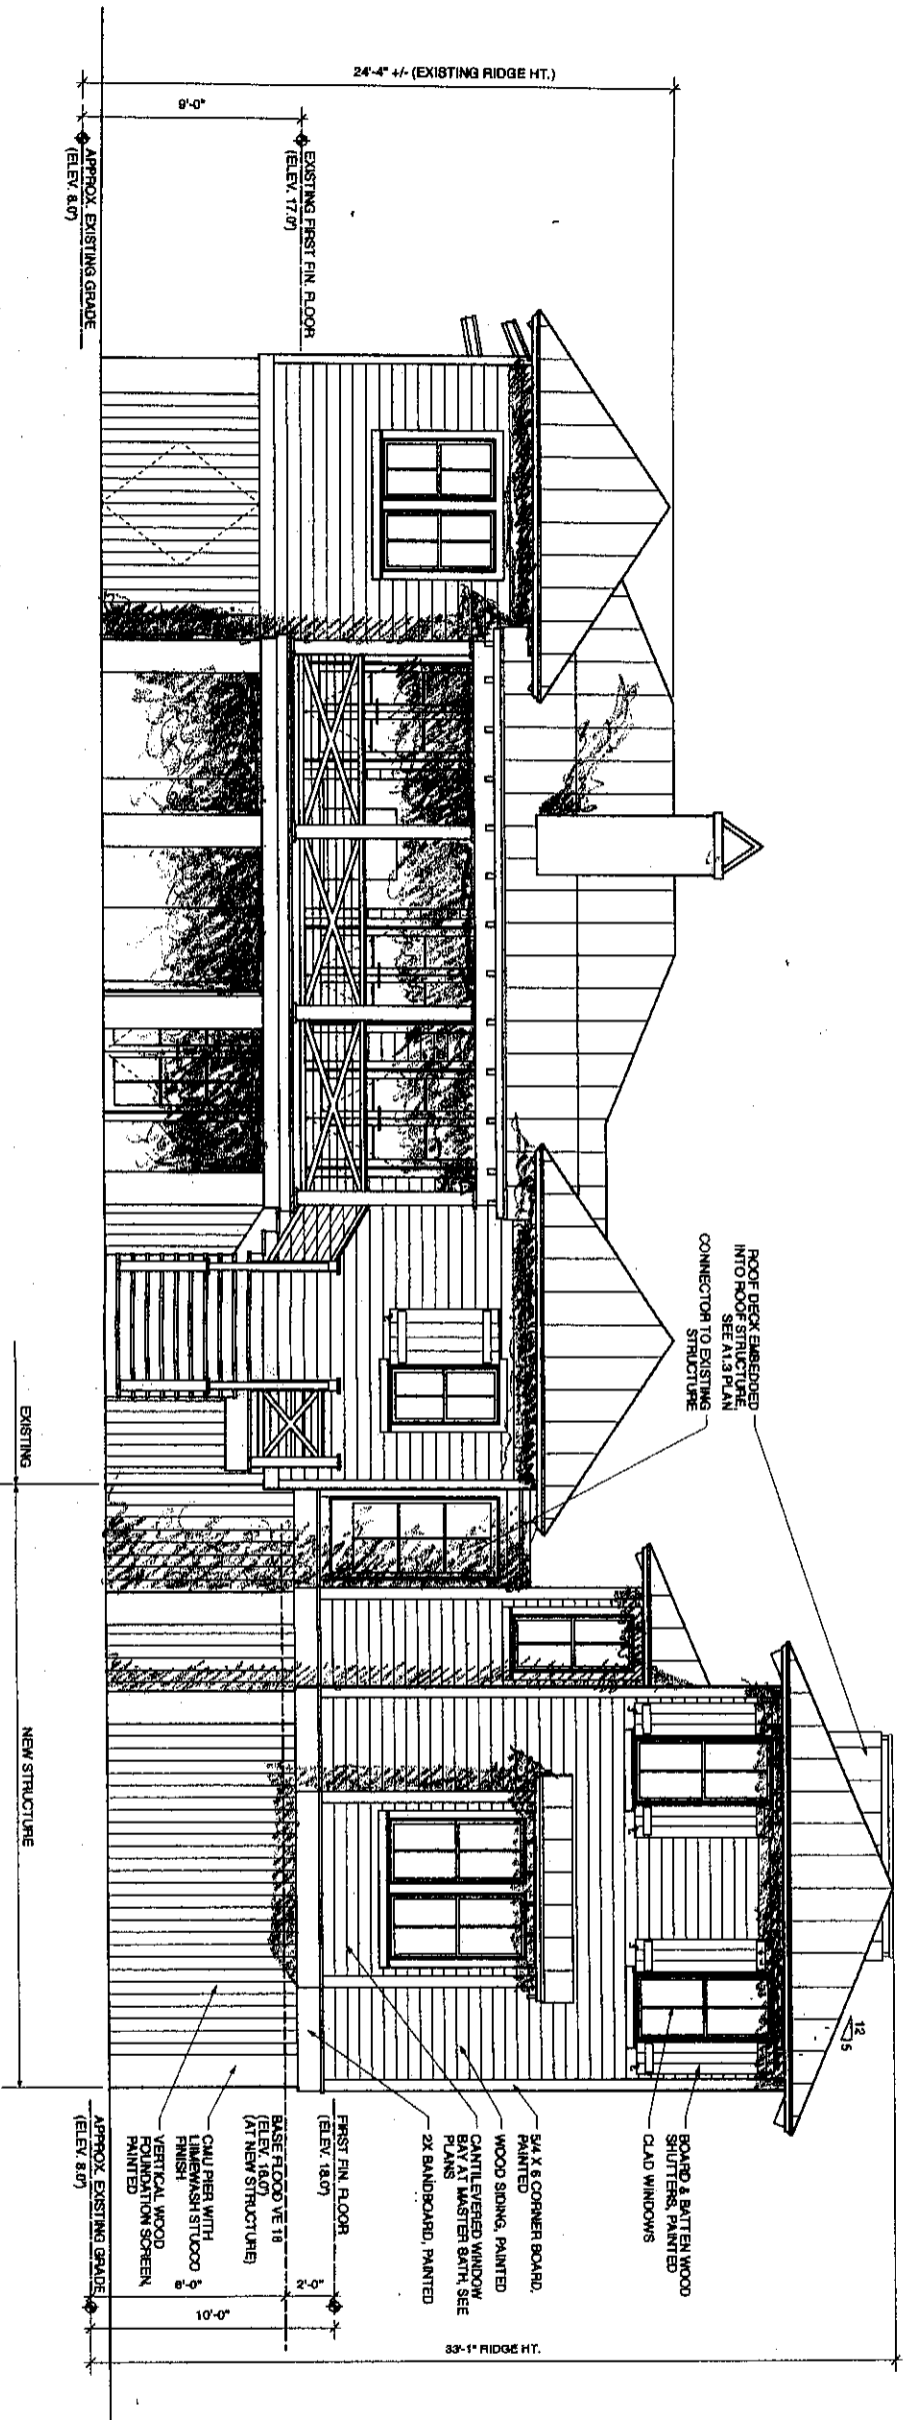 24'-4" +/- (EXISTING RIDGE HT.)
9'-0"
EXISTING FIRST FIN. FLOOR
(ELEV. 17.0')
APPROX. EXISTING GRADE
(ELEV. 8.0')
ROOF DECK EMBEDDED
INTO ROOF STRUCTURE,
SEE A1.3 PLAN
CONNECTOR TO EXISTING
STRUCTURE
EXISTING
NEW STRUCTURE
12
5
BOARD & BATTEN WOOD
SHUTTERS, PAINTED
CLAD WINDOWS
5/4 X 6 CORNER BOARD,
PAINTED
WOOD SIDING, PAINTED
CANTILEVERED WINDOW
BAY AT MASTER BATH, SEE
PLANS
2X BANDBOARD, PAINTED
FIRST FIN. FLOOR
(ELEV. 18.0')
BASE FLOOD VE 16
(ELEV. 16.0')
(AT NEW STRUCTURE)
CMU PIER WITH
LIMEWASH STUCCO
FINISH
VERTICAL WOOD
FOUNDATION SCREEN,
PAINTED
APPROX. EXISTING GRADE
(ELEV. 8.0')
2'-0"
8'-0"
10'-0"
33'-1" RIDGE HT.